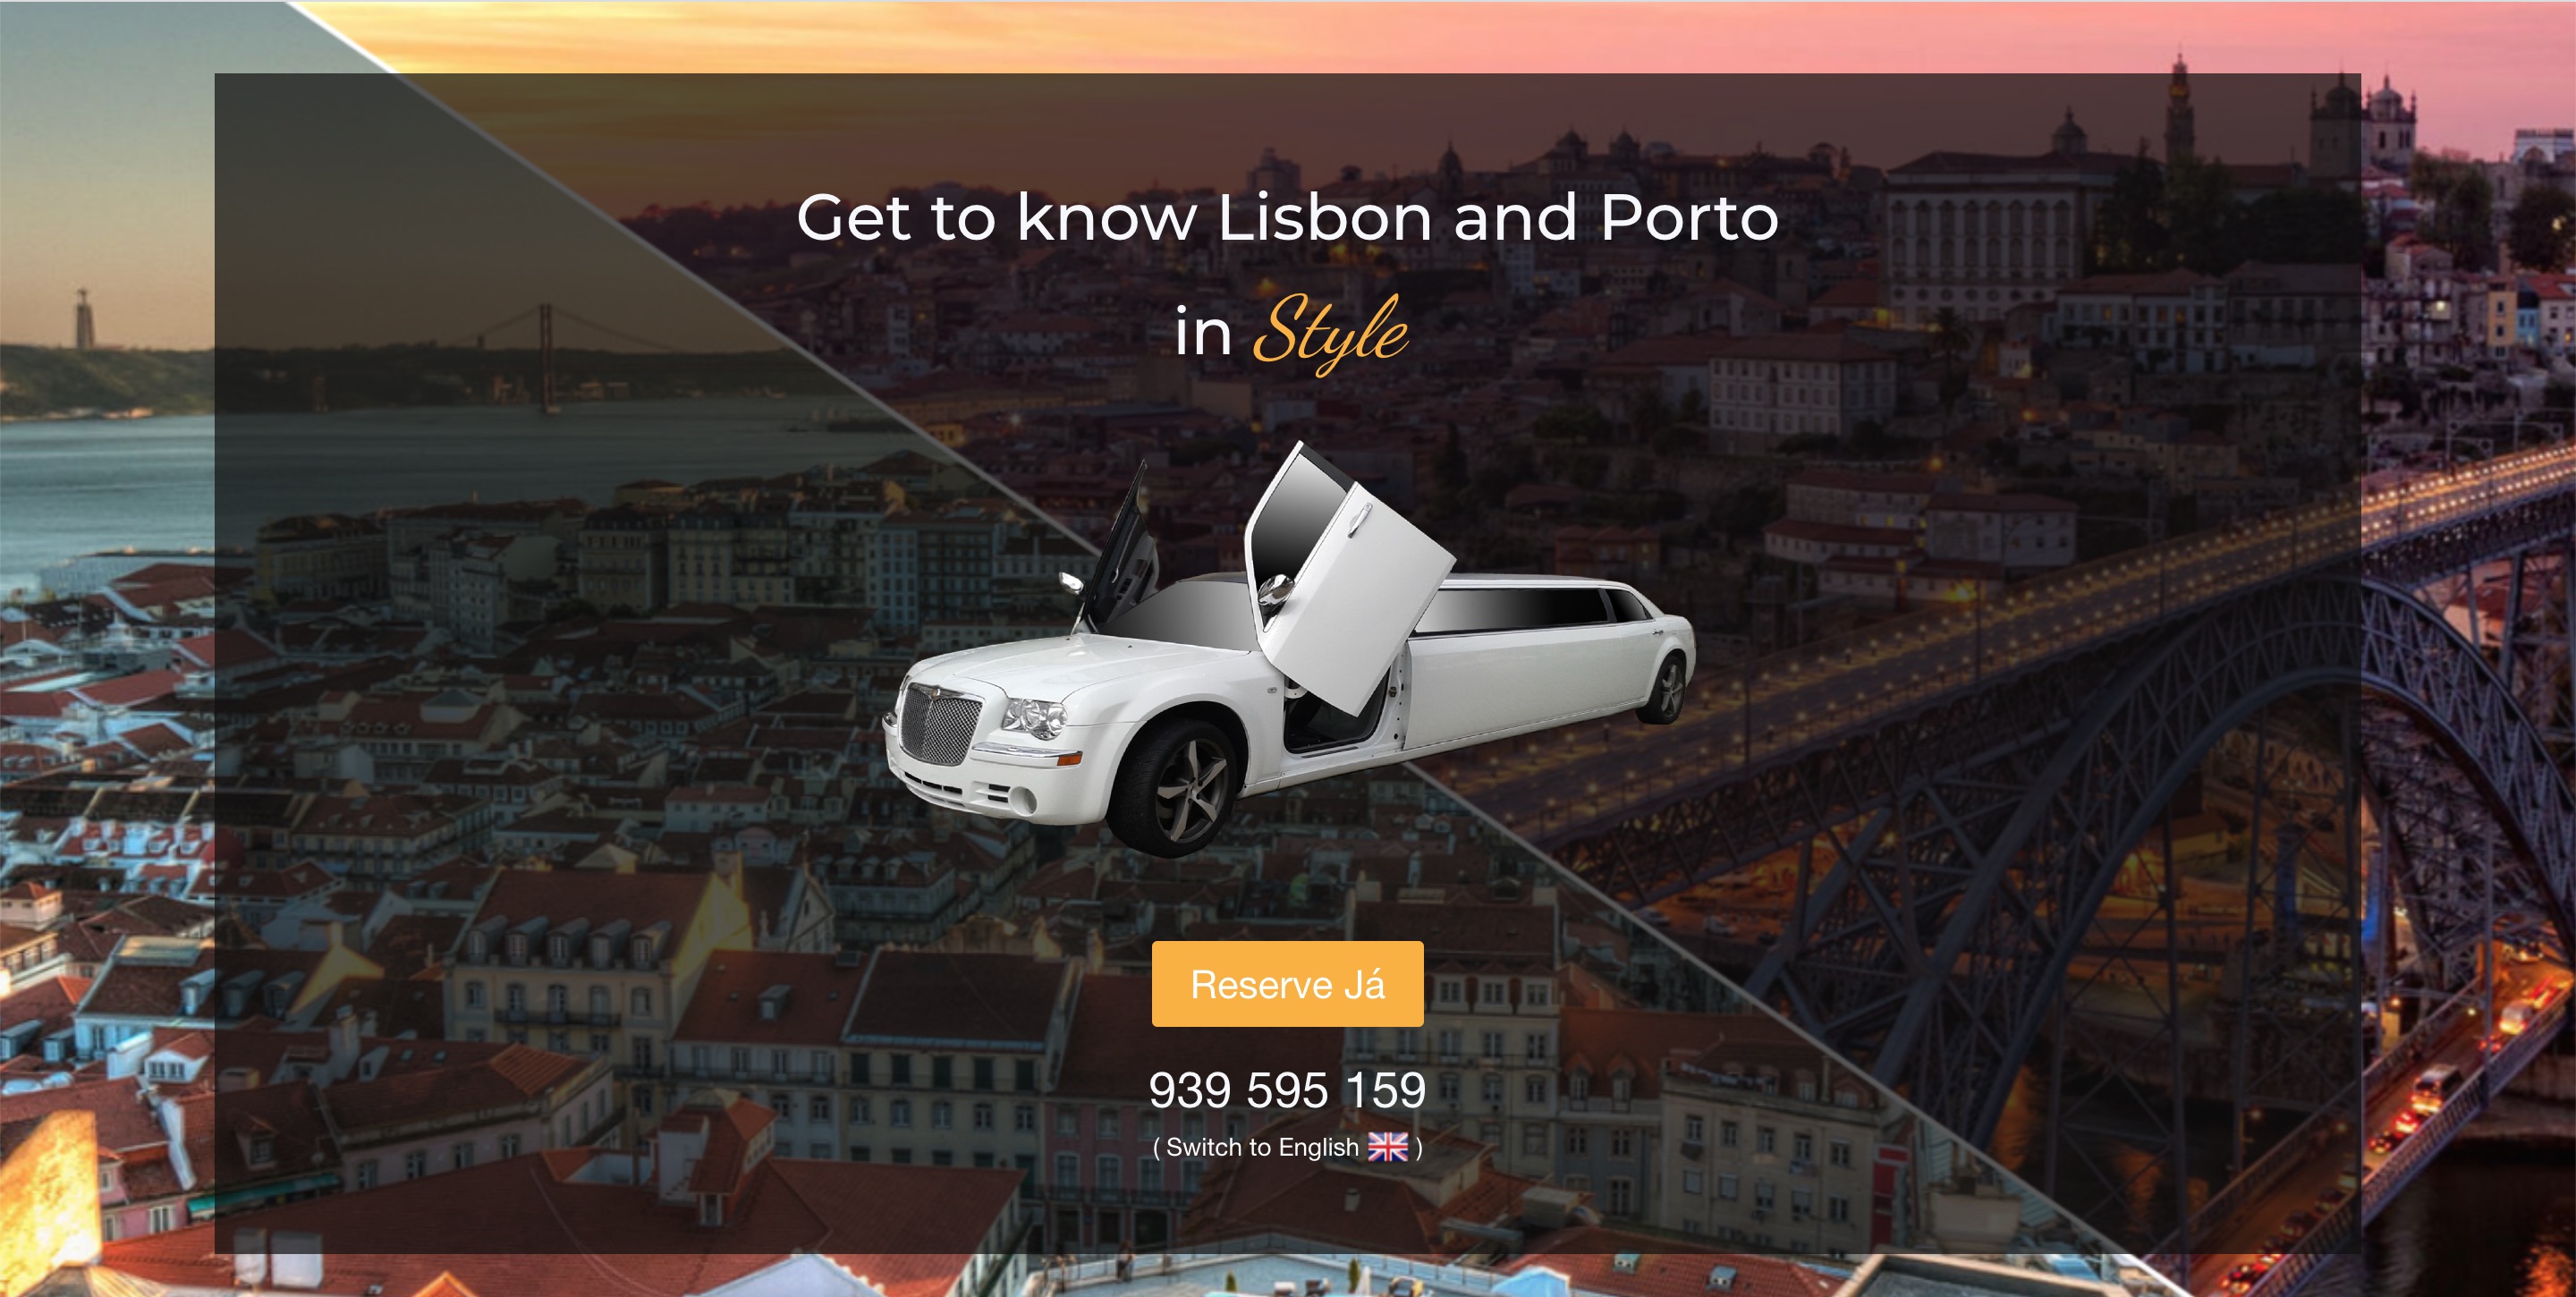 Get to know Lisbon and Porto
in Style
Reserve Já
939 595 159
( Switch to English 🇬🇧 )